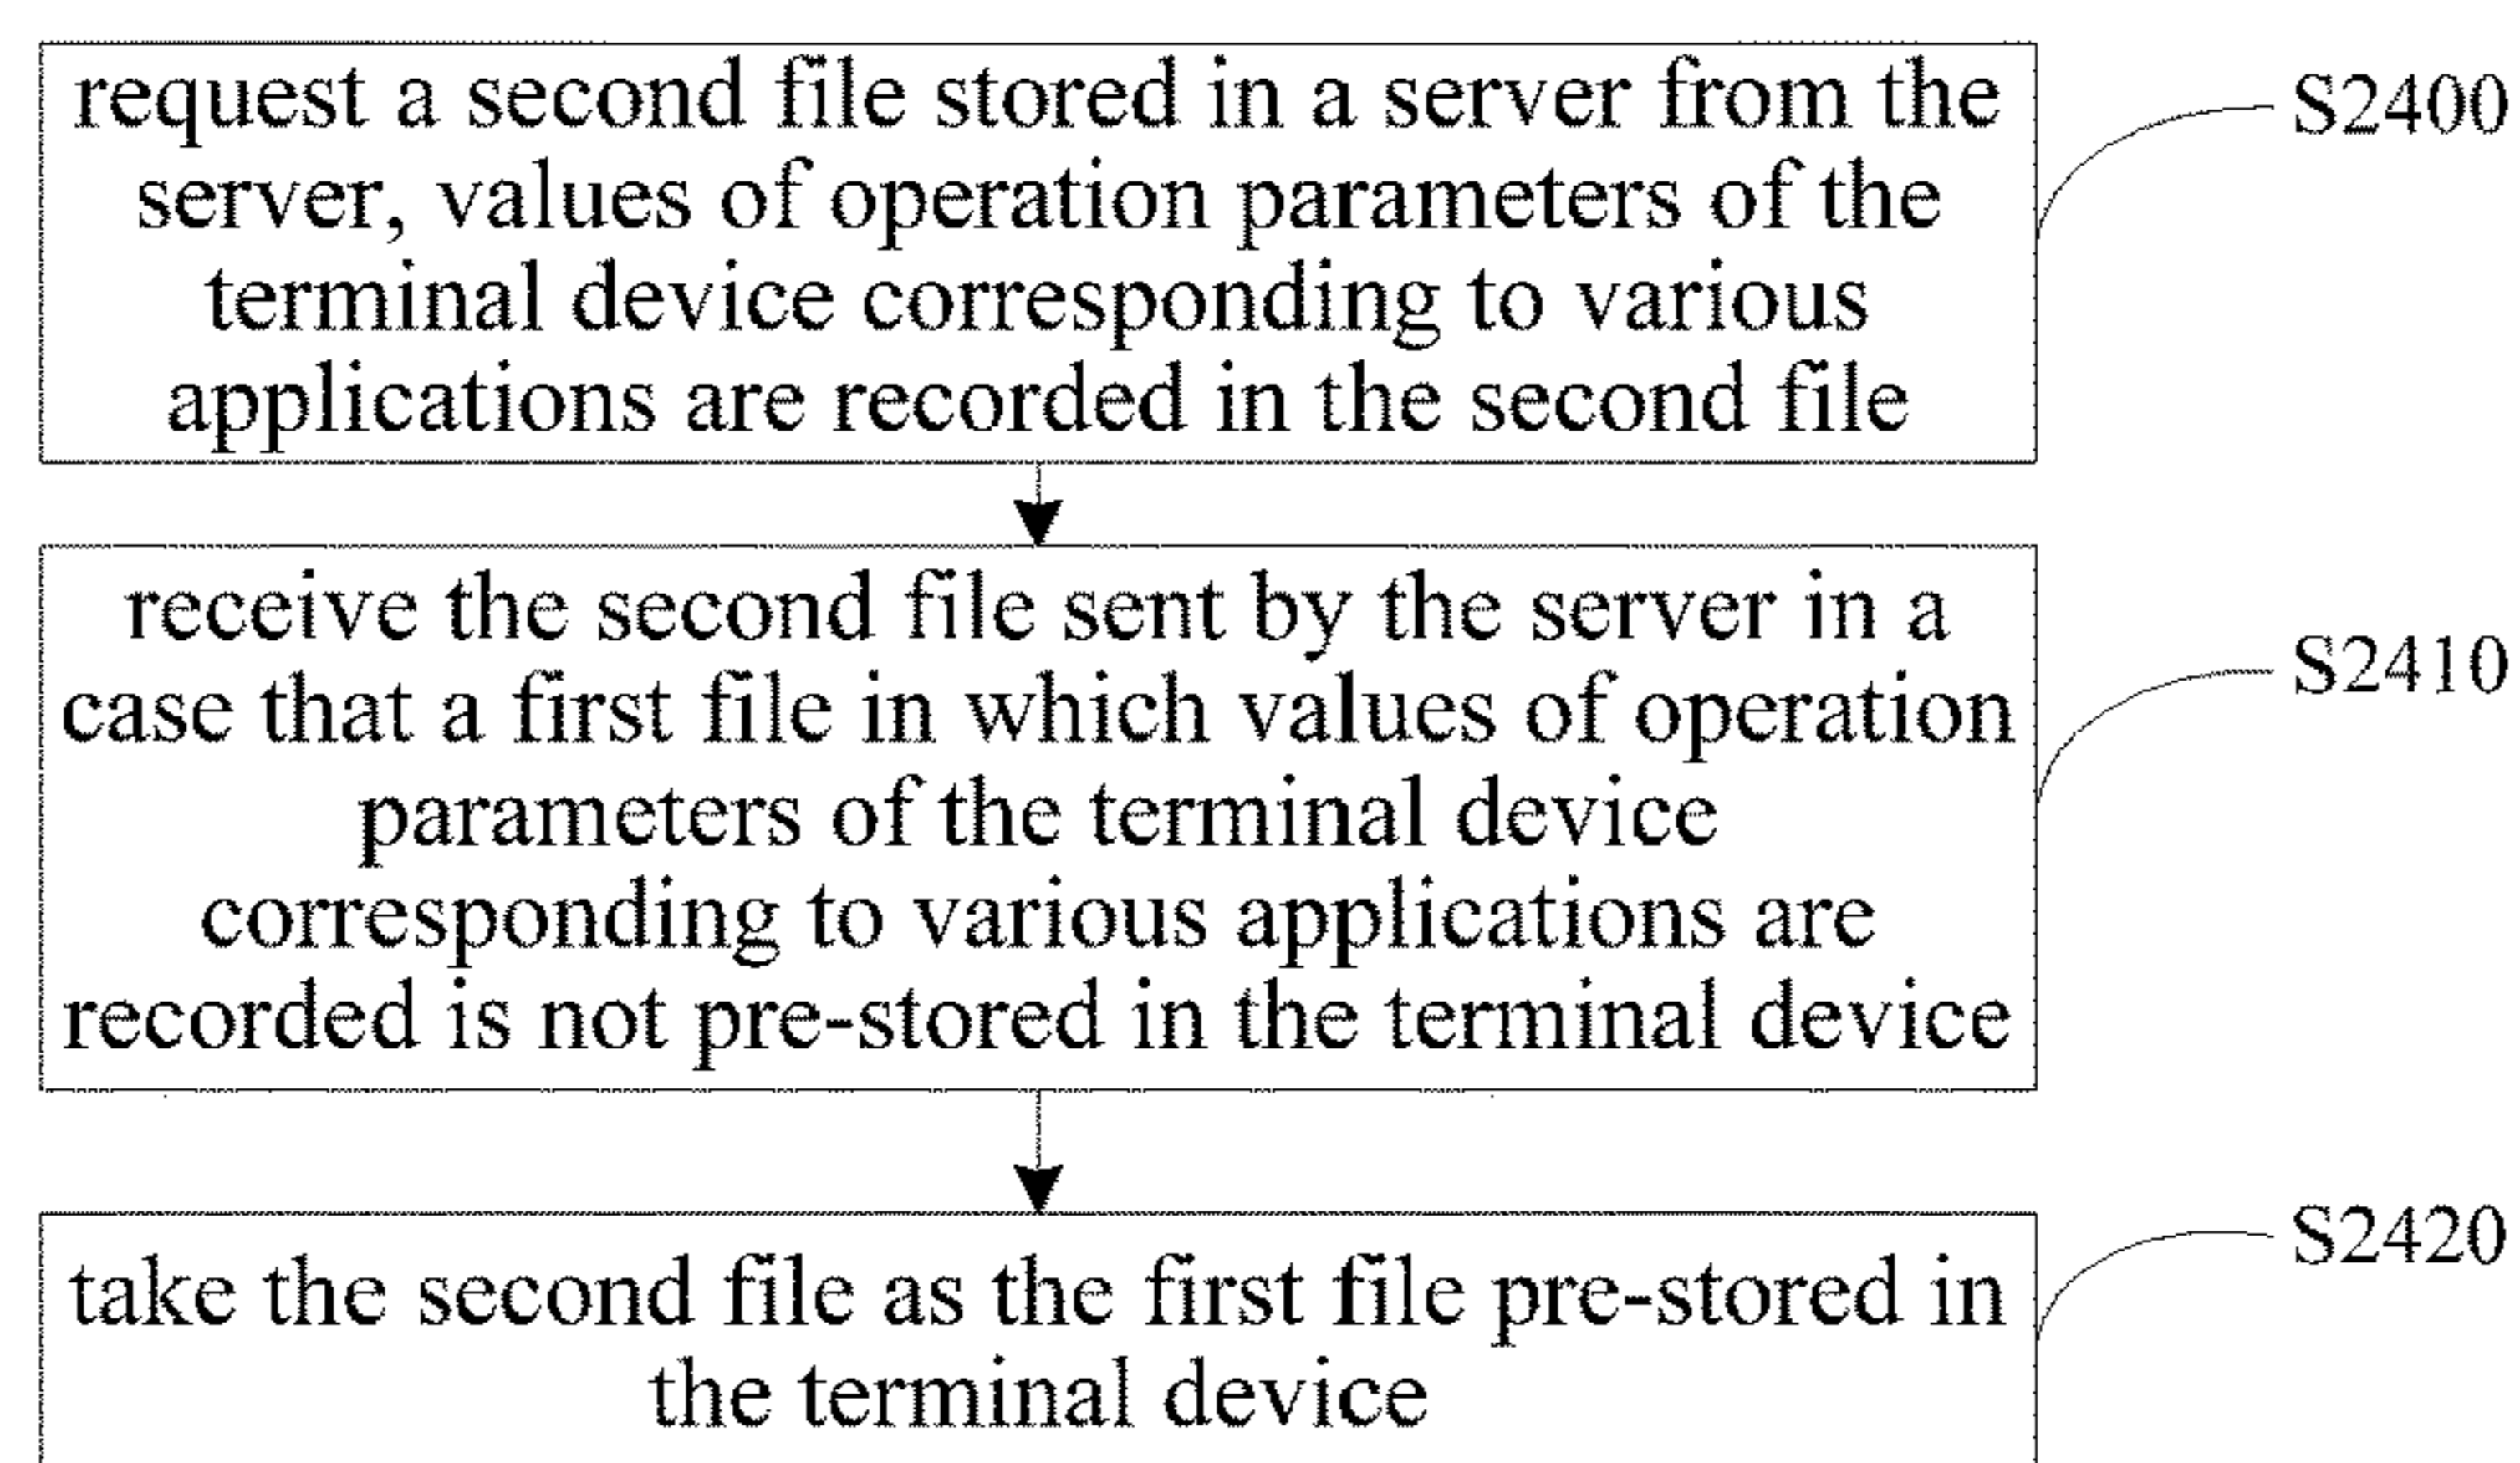 request a second file stored in a server from the
server, values of operation parameters of the
terminal device corresponding to various
applications are recorded in the second file
S2400
receive the second file sent by the server in a
case that a first file in which values of operation
parameters of the terminal device
corresponding to various applications are
recorded is not pre-stored in the terminal device
S2410
take the second file as the first file pre-stored in
the terminal device
S2420